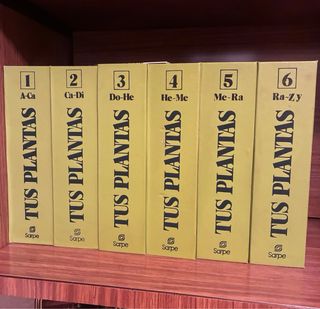 1
A-Ca
TUS PLANTAS
Sarpe
2
Ca-Di
TUS PLANTAS
Sarpe
3
Do-He
TUS PLANTAS
Sarpe
4
He-Me
TUS PLANTAS
Sarpe
5
Me-Ra
TUS PLANTAS
Sarpe
6
Ra-Zy
TUS PLANTAS
Sarpe